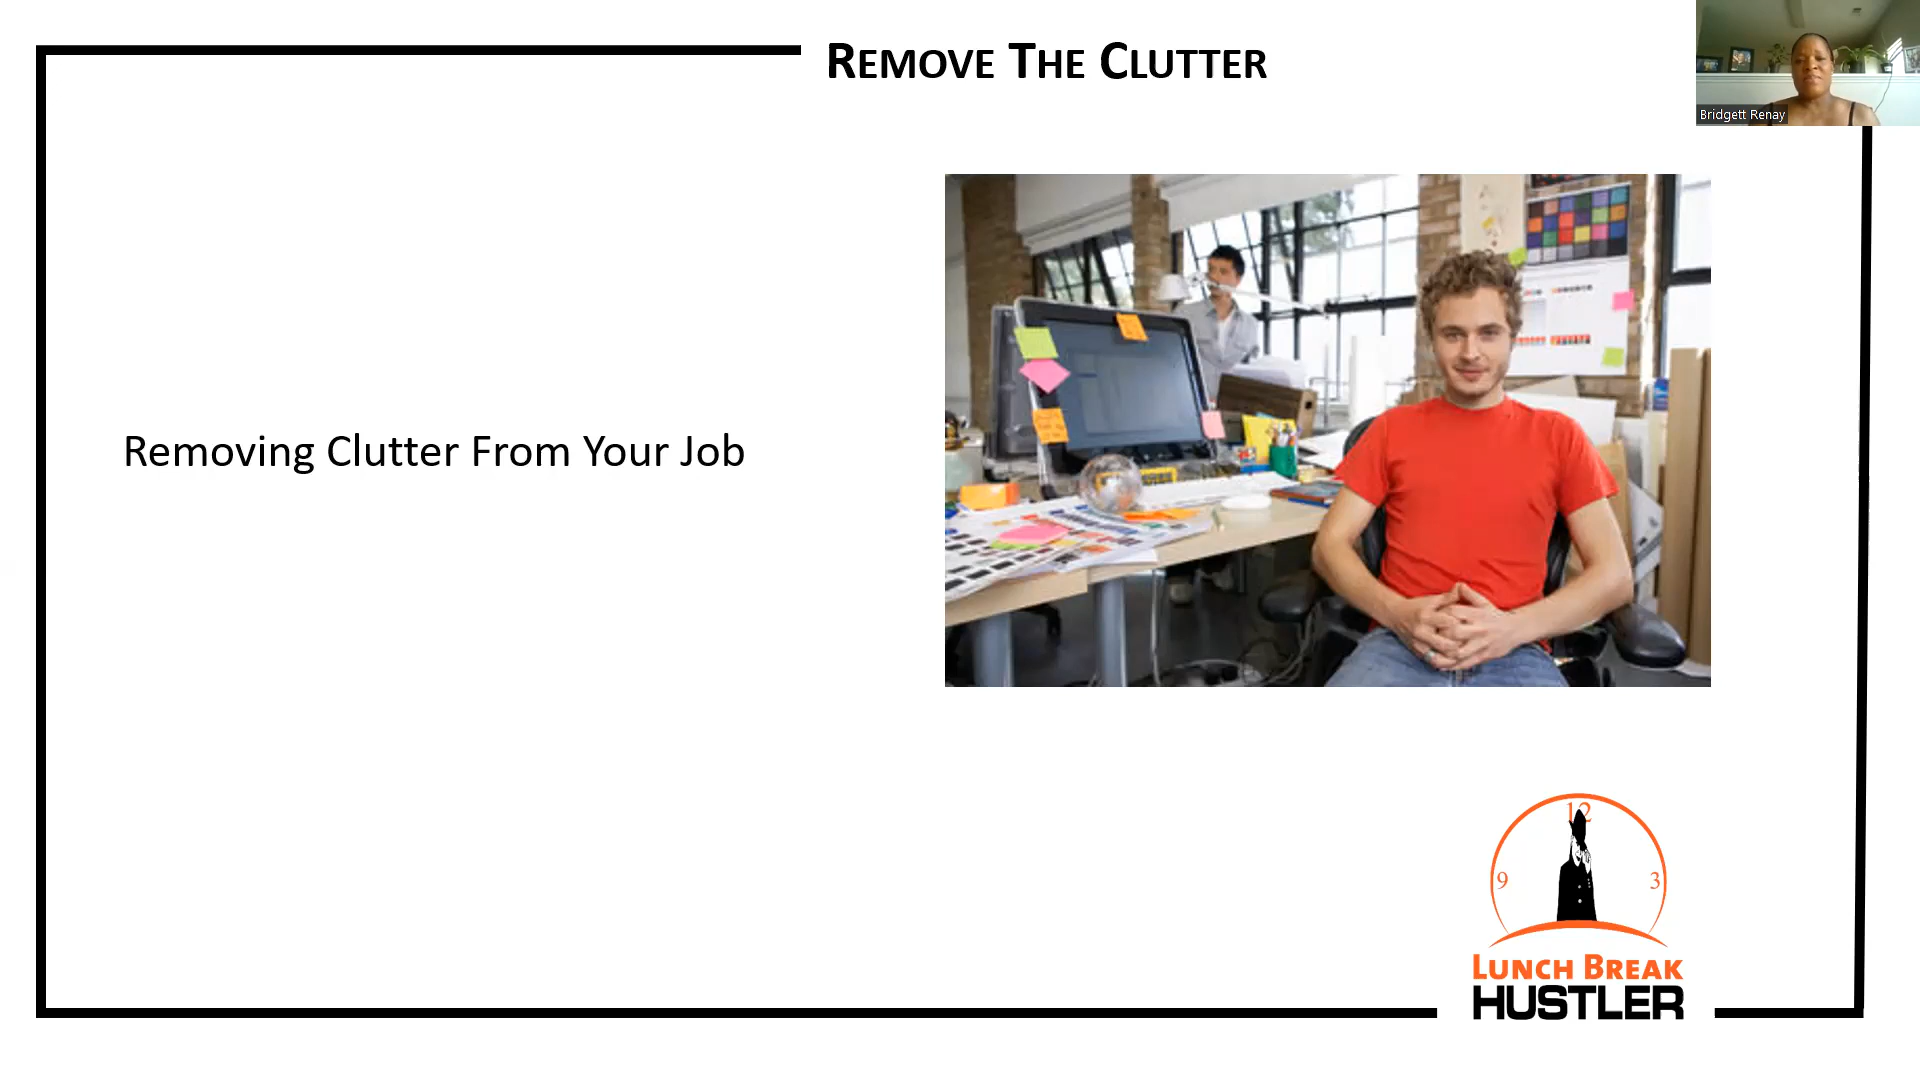 REMOVE THE CLUTTER
Bridgett Renay
Removing Clutter From Your Job
12
9
3
LUNCH BREAK
HUSTLER